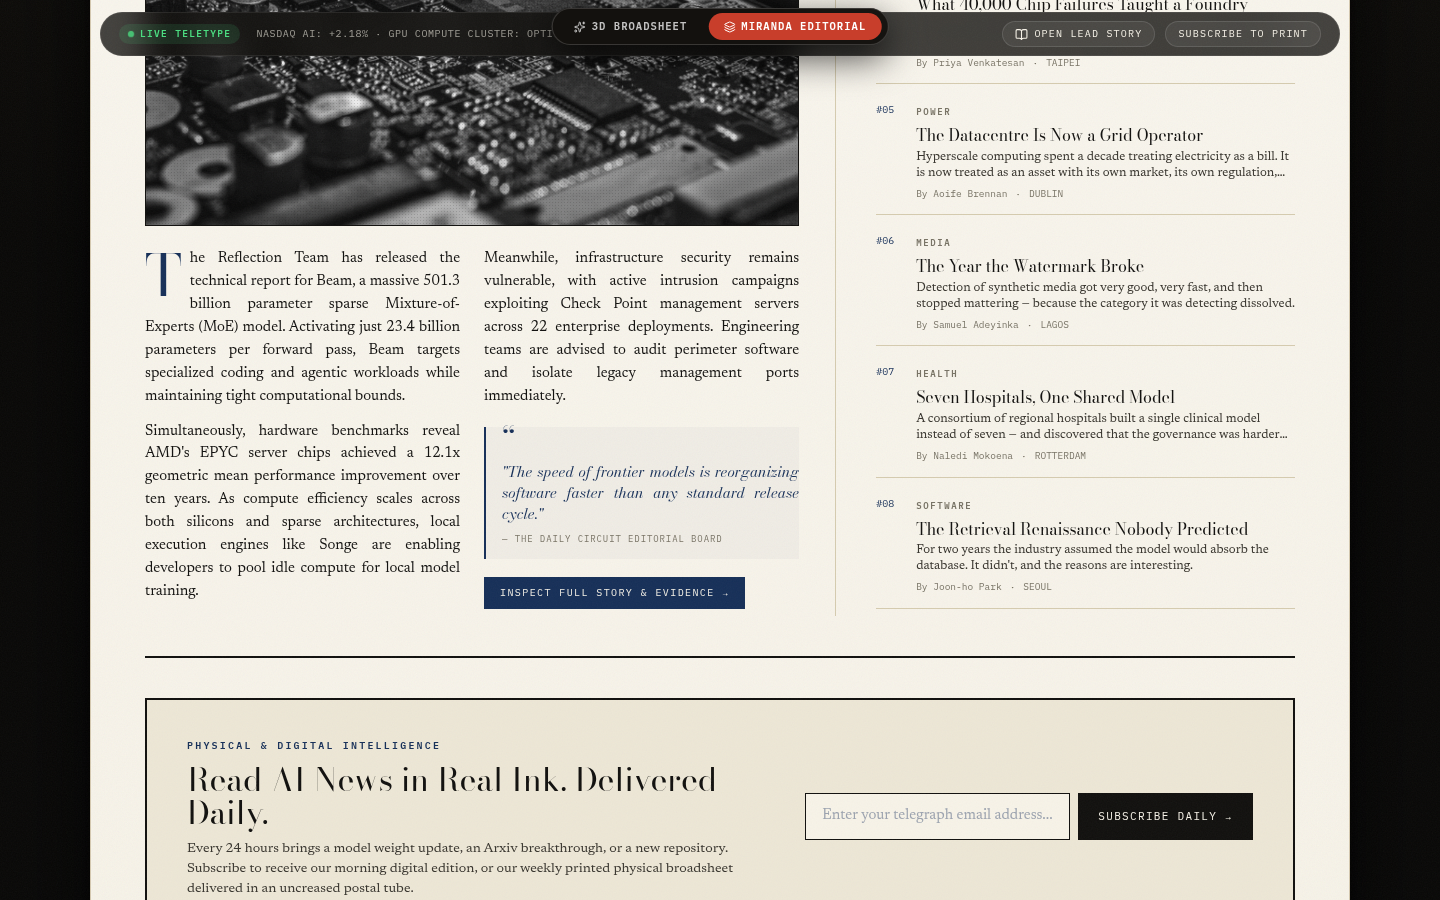 What 40,000 Chip Failures Taught a Foundry
LIVE TELETYPE
NASDAQ AI: +2.18% · GPU COMPUTE CLUSTER: OPTI
3D BROADSHEET
MIRANDA EDITORIAL
OPEN LEAD STORY
SUBSCRIBE TO PRINT
By Priya Venkatesan · TAIPEI
The Reflection Team has released the
technical report for Beam, a massive 501.3
billion parameter sparse Mixture-of-
Experts (MoE) model. Activating just 23.4 billion
parameters per forward pass, Beam targets
specialized coding and agentic workloads while
maintaining tight computational bounds.
Simultaneously, hardware benchmarks reveal
AMD's EPYC server chips achieved a 12.1x
geometric mean performance improvement over
ten years. As compute efficiency scales across
both silicons and sparse architectures, local
execution engines like Songe are enabling
developers to pool idle compute for local model
training.
Meanwhile, infrastructure security remains
vulnerable, with active intrusion campaigns
exploiting Check Point management servers
across 22 enterprise deployments. Engineering
teams are advised to audit perimeter software
and isolate legacy management ports
immediately.
“
"The speed of frontier models is reorganizing
software faster than any standard release
cycle."
— THE DAILY CIRCUIT EDITORIAL BOARD
INSPECT FULL STORY & EVIDENCE →
#05
POWER
The Datacentre Is Now a Grid Operator
Hyperscale computing spent a decade treating electricity as a bill. It
is now treated as an asset with its own market, its own regulation,…
By Aoife Brennan · DUBLIN
#06
MEDIA
The Year the Watermark Broke
Detection of synthetic media got very good, very fast, and then
stopped mattering — because the category it was detecting dissolved.
By Samuel Adeyinka · LAGOS
#07
HEALTH
Seven Hospitals, One Shared Model
A consortium of regional hospitals built a single clinical model
instead of seven — and discovered that the governance was harder…
By Naledi Mokoena · ROTTERDAM
#08
SOFTWARE
The Retrieval Renaissance Nobody Predicted
For two years the industry assumed the model would absorb the
database. It didn't, and the reasons are interesting.
By Joon-ho Park · SEOUL
PHYSICAL & DIGITAL INTELLIGENCE
Read AI News in Real Ink. Delivered
Daily.
Every 24 hours brings a model weight update, an Arxiv breakthrough, or a new repository.
Subscribe to receive our morning digital edition, or our weekly printed physical broadsheet
delivered in an uncreased postal tube.
Enter your telegraph email address...
SUBSCRIBE DAILY →